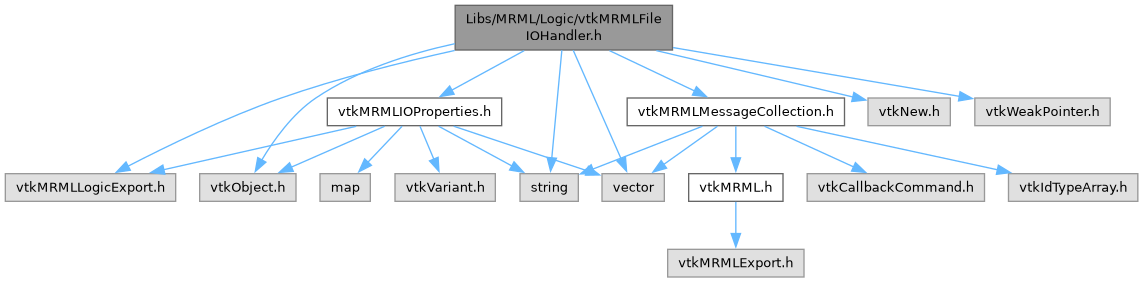 Libs/MRML/Logic/vtkMRMLFile
IOHandler.h
vtkMRMLIOProperties.h
vtkMRMLMessageCollection.h
vtkNew.h
vtkWeakPointer.h
vtkMRMLLogicExport.h
vtkObject.h
map
vtkVariant.h
string
vector
vtkMRML.h
vtkCallbackCommand.h
vtkIdTypeArray.h
vtkMRMLExport.h